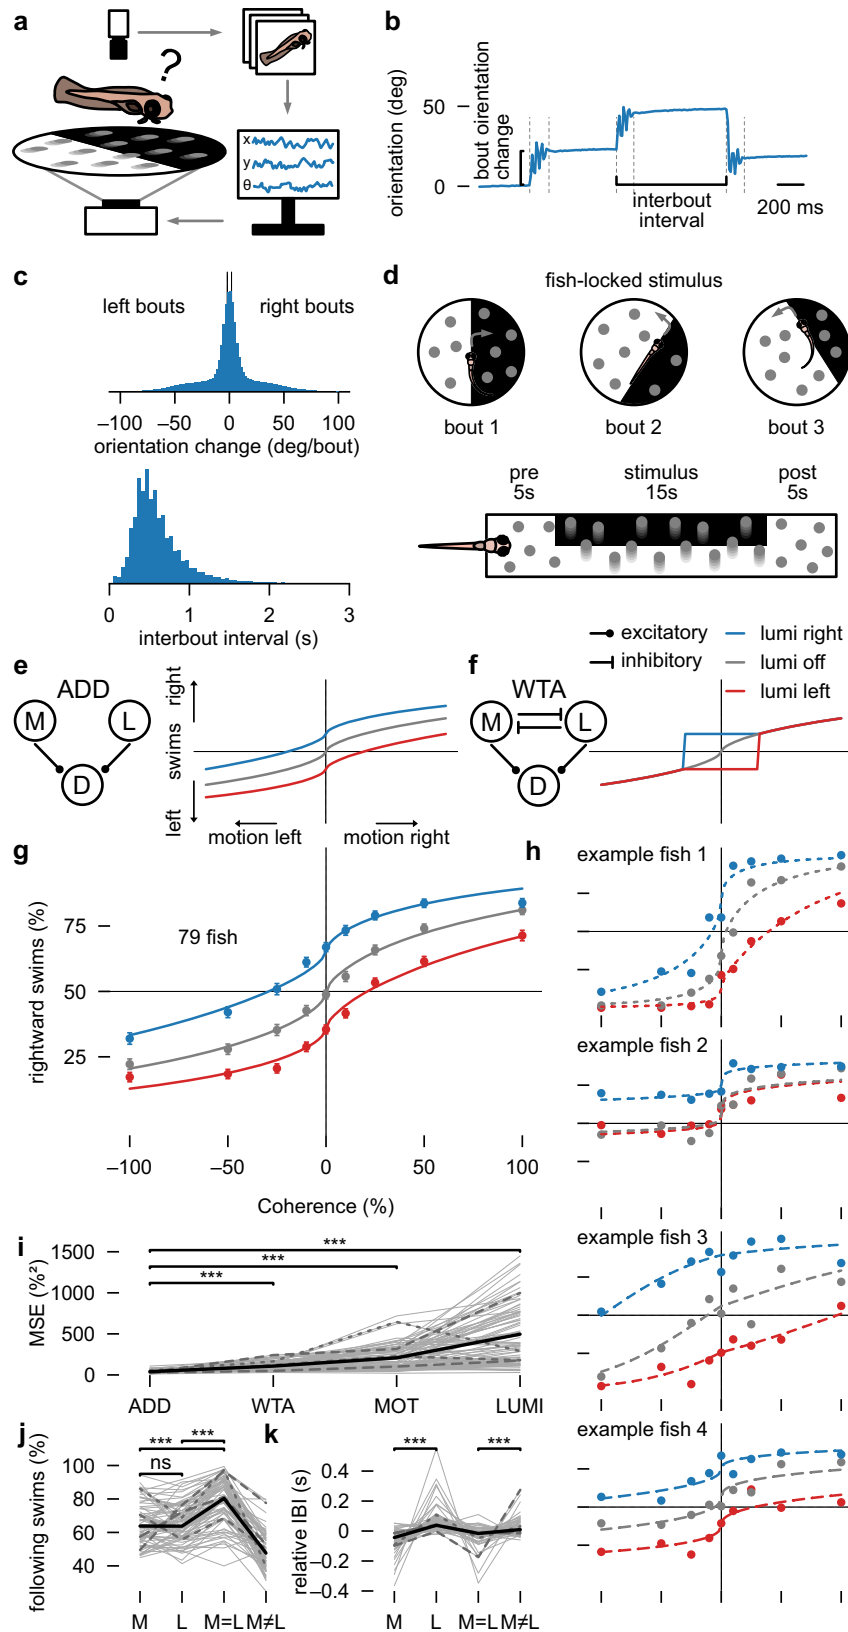 a
?
x
y
θ
b
orientation (deg)
50
0
bout oirentation
change
interbout
interval
200 ms
c
left bouts
right bouts
−100 −50 0 50 100
orientation change (deg/bout)
0 1 2 3
interbout interval (s)
d
fish-locked stimulus
bout 1
bout 2
bout 3
pre
5s
stimulus
15s
post
5s
excitatory
inhibitory
lumi right
lumi off
lumi left
e
ADD
M
L
D
right
swims
left
motion left
motion right
f
WTA
M
L
D
g
79 fish
rightward swims (%)
75
50
25
−100 −50 0 50 100
Coherence (%)
h
example fish 1
example fish 2
example fish 3
example fish 4
i
MSE (%²)
1500
1000
500
0
***
***
***
ADD WTA MOT LUMI
j
following swims (%)
100
80
60
40
***
***
ns
M L M=L M≠L
k
relative IBI (s)
0.4
0.2
0
−0.2
−0.4
***
***
M L M=L M≠L